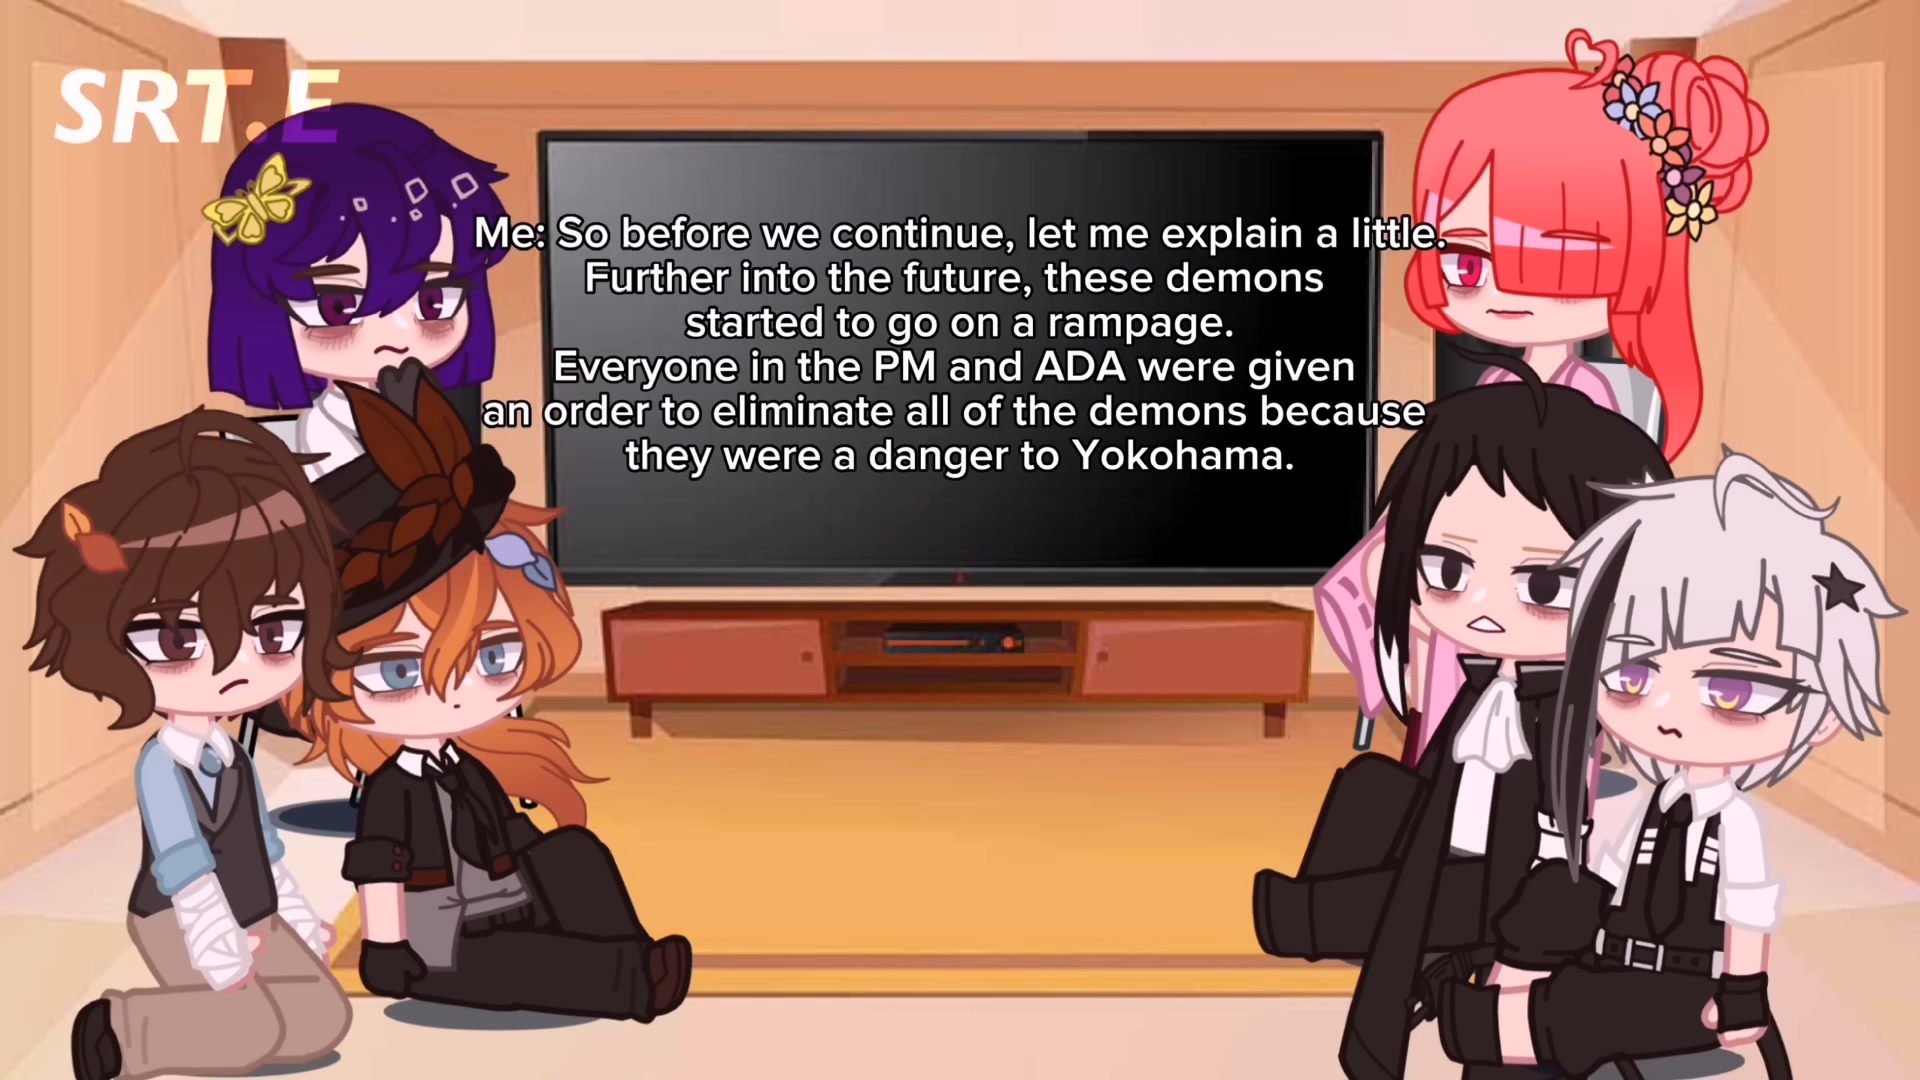 SRT.E
Me: So before we continue, let me explain a little.
Further into the future, these demons
started to go on a rampage.
Everyone in the PM and ADA were given
an order to eliminate all of the demons because
they were a danger to Yokohama.